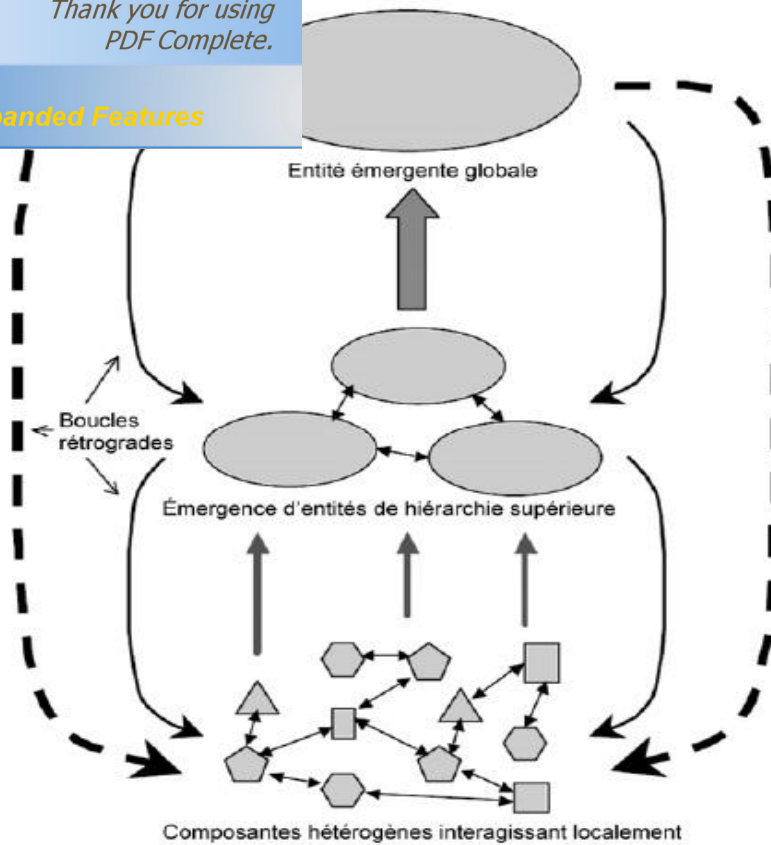 Thank you for using
PDF Complete.
Features
Entité émergente globale
Boucles
rétrogrades
Émergence d'entités de hiérarchie supérieure
Composantes hétérogènes interagissant localement